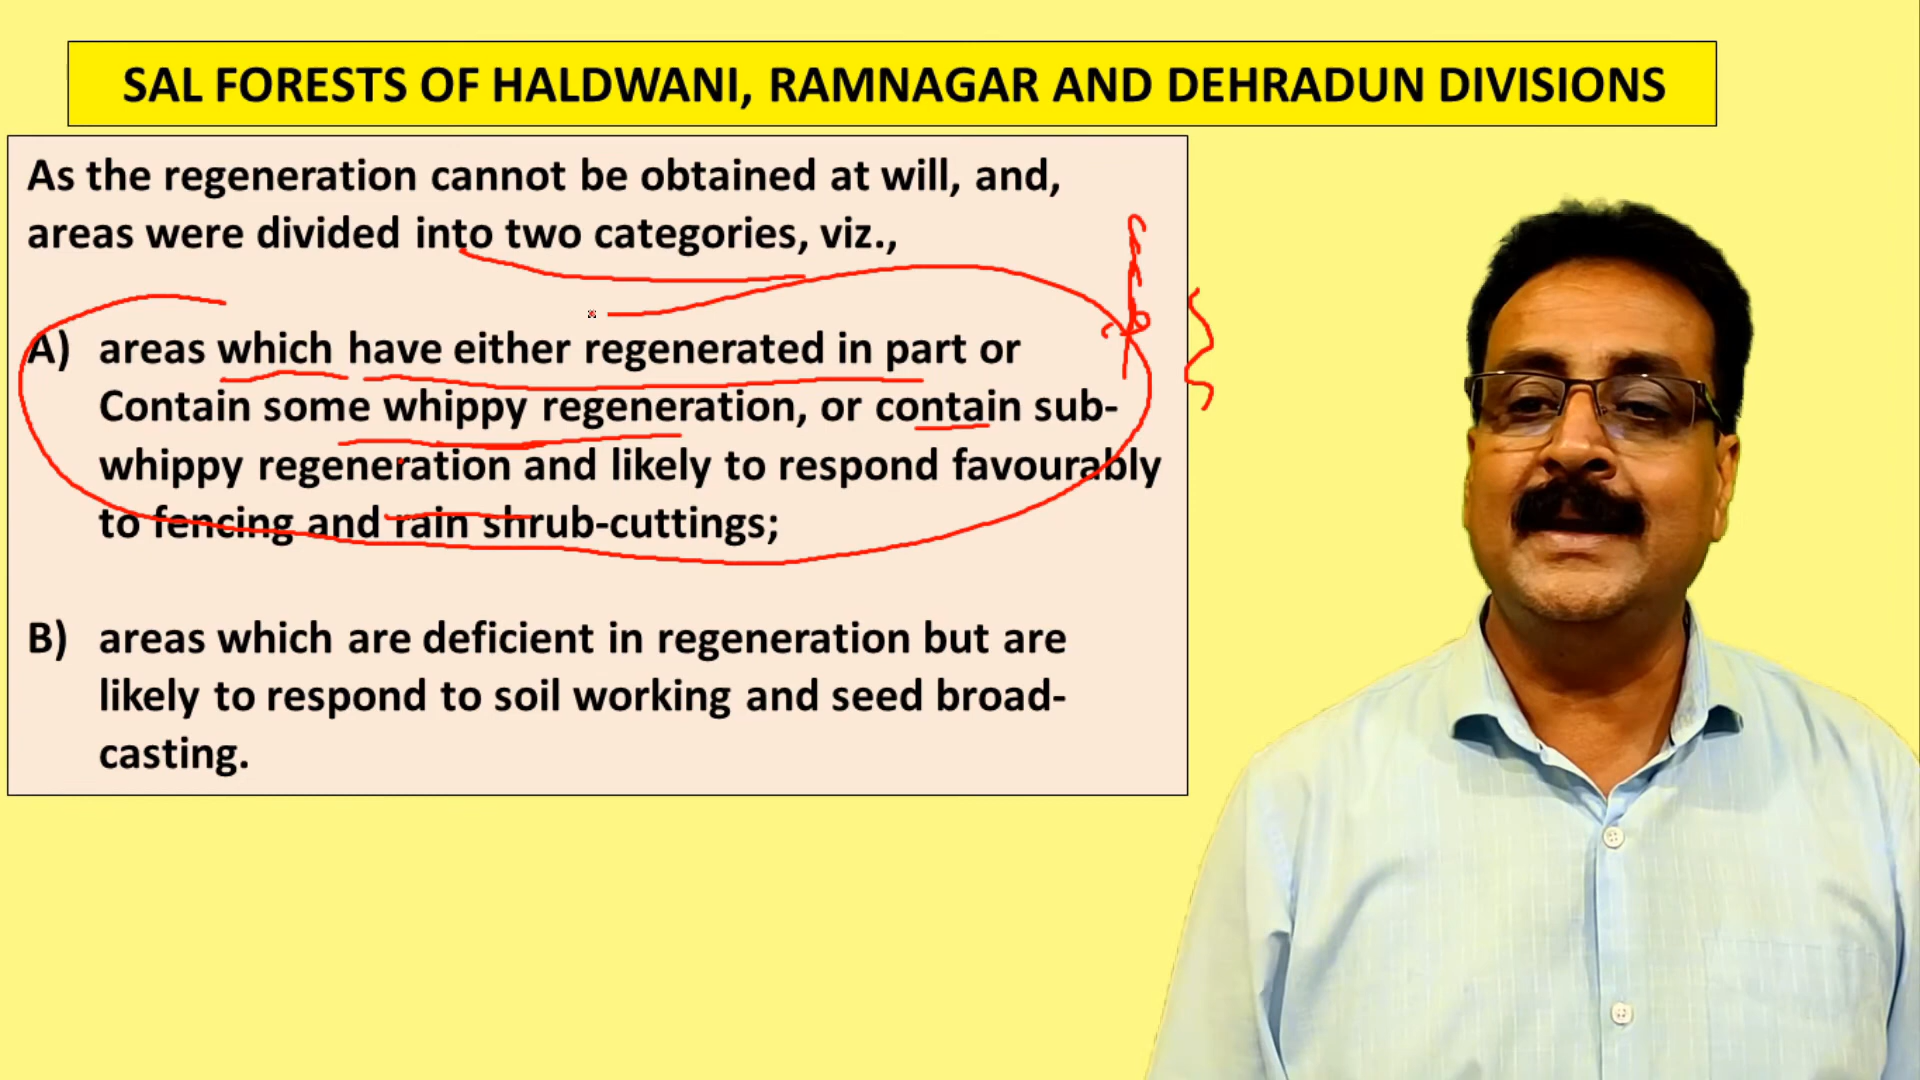 SAL FORESTS OF HALDWANI, RAMNAGAR AND DEHRADUN DIVISIONS
As the regeneration cannot be obtained at will, and,
areas were divided into two categories, viz.,
A) areas which have either regenerated in part or
Contain some whippy regeneration, or contain sub-
whippy regeneration and likely to respond favourably
to fencing and rain shrub-cuttings;
B) areas which are deficient in regeneration but are
likely to respond to soil working and seed broad-
casting.